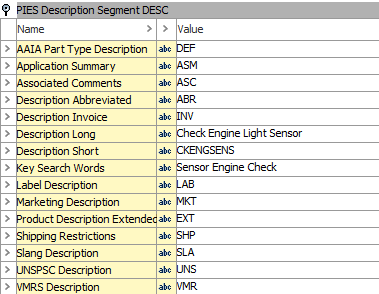 PIES Description Segment DESC
Name Value
AAIA Part Type Description abc DEF
Application Summary abc ASM
Associated Comments abc ASC
Description Abbreviated abc ABR
Description Invoice abc INV
Description Long abc Check Engine Light Sensor
Description Short abc CKENGSENS
Key Search Words abc Sensor Engine Check
Label Description abc LAB
Marketing Description abc MKT
Product Description Extended abc EXT
Shipping Restrictions abc SHP
Slang Description abc SLA
UNSPSC Description abc UNS
VMRS Description abc VMR